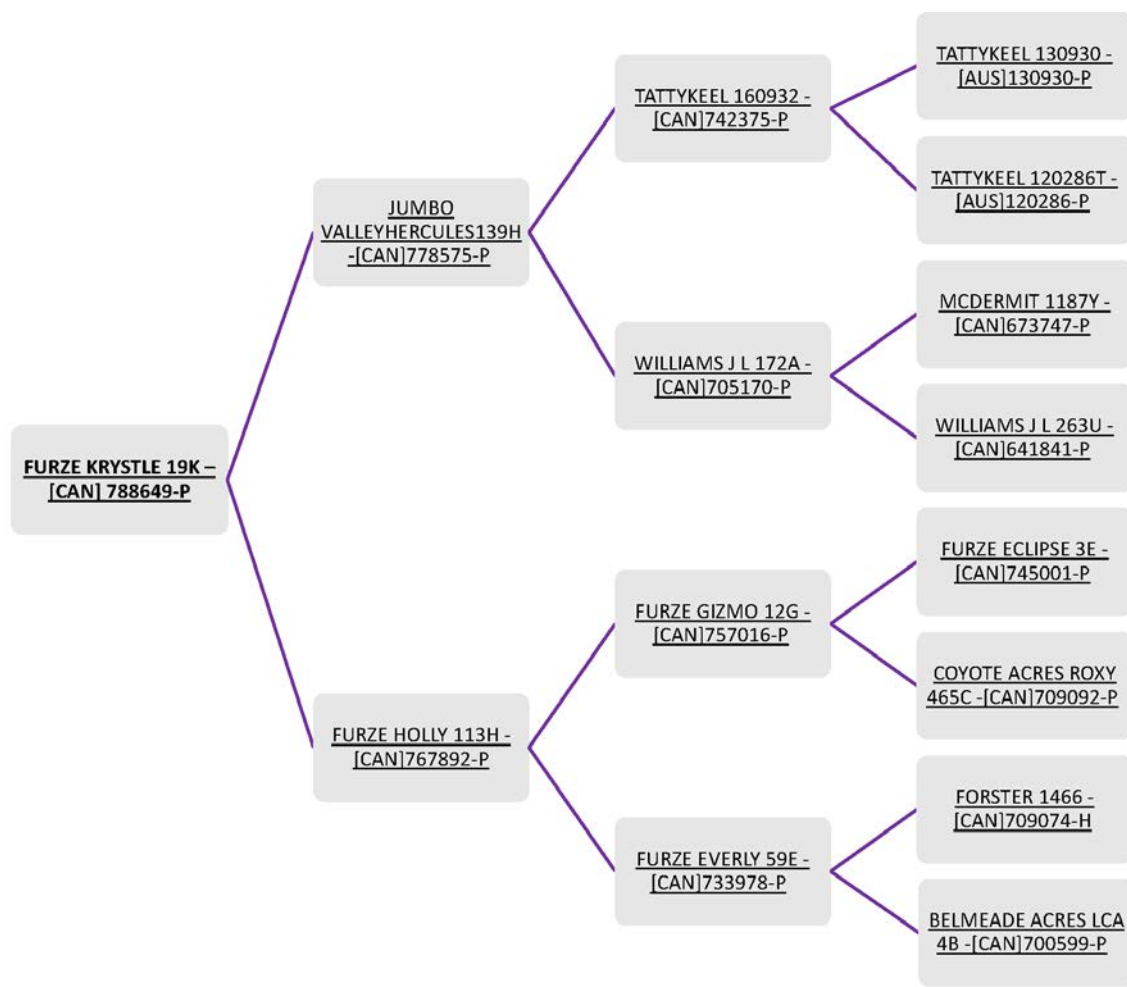 TATTYKEEL 130930 -
[AUS]130930-P
TATTYKEEL 160932 -
[CAN]742375-P
TATTYKEEL 120286T -
[AUS]120286-P
JUMBO
VALLEYHERCULES139H
-[CAN]778575-P
MCDERMIT 1187Y -
[CAN]673747-P
WILLIAMS J L 172A -
[CAN]705170-P
WILLIAMS J L 263U -
[CAN]641841-P
FURZE KRYSTLE 19K –
[CAN] 788649-P
FURZE ECLIPSE 3E -
[CAN]745001-P
FURZE GIZMO 12G -
[CAN]757016-P
COYOTE ACRES ROXY
465C -[CAN]709092-P
FURZE HOLLY 113H -
[CAN]767892-P
FORSTER 1466 -
[CAN]709074-H
FURZE EVERLY 59E -
[CAN]733978-P
BELMEADE ACRES LCA
4B -[CAN]700599-P